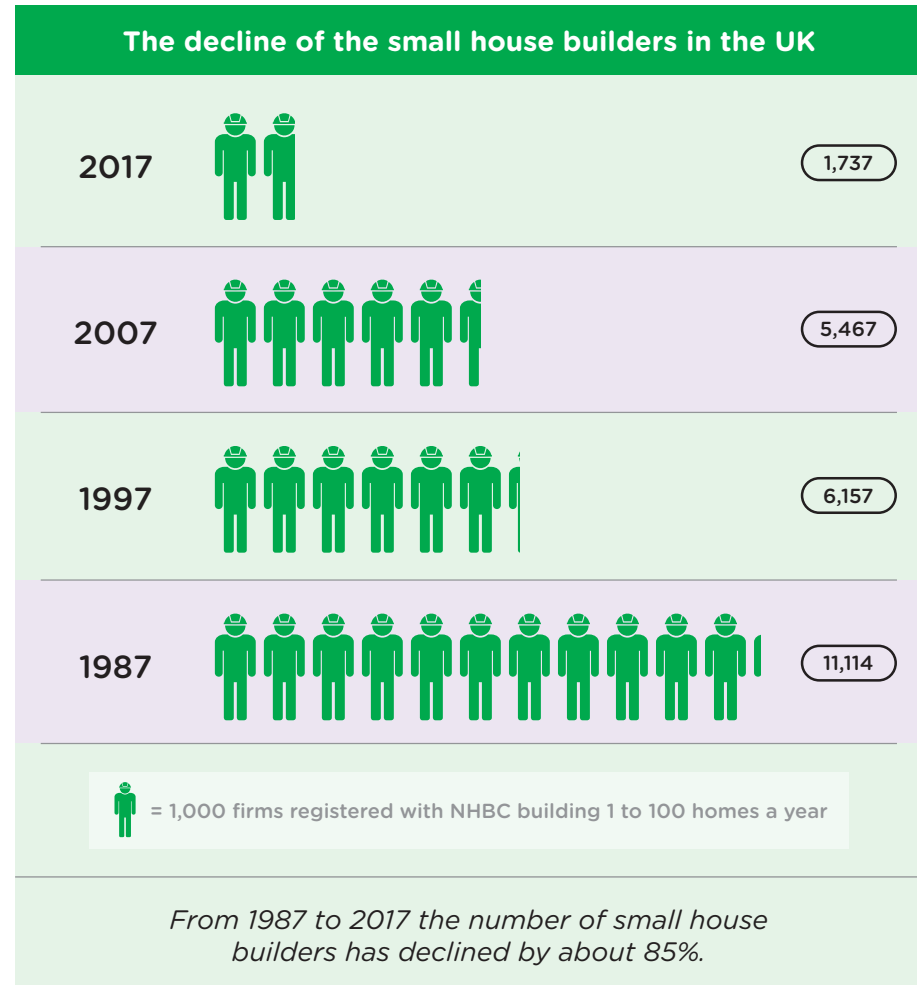 The decline of the small house builders in the UK
2017
1,737
2007
5,467
1997
6,157
1987
11,114
= 1,000 firms registered with NHBC building 1 to 100 homes a year
From 1987 to 2017 the number of small house
builders has declined by about 85%.